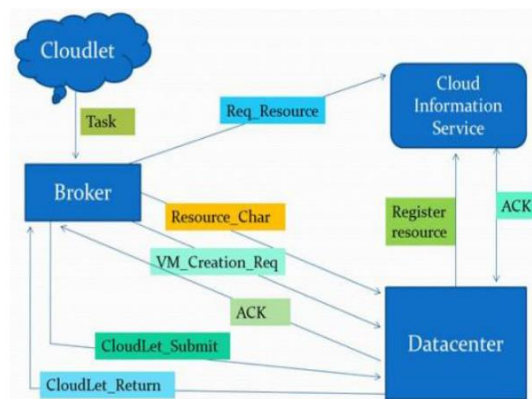 Cloudlet
Task
Req_Resource
Cloud
Information
Service
Broker
Resource_Char
Register
resource
ACK
VM_Creation_Req
ACK
CloudLet_Submit
Datacenter
CloudLet_Return